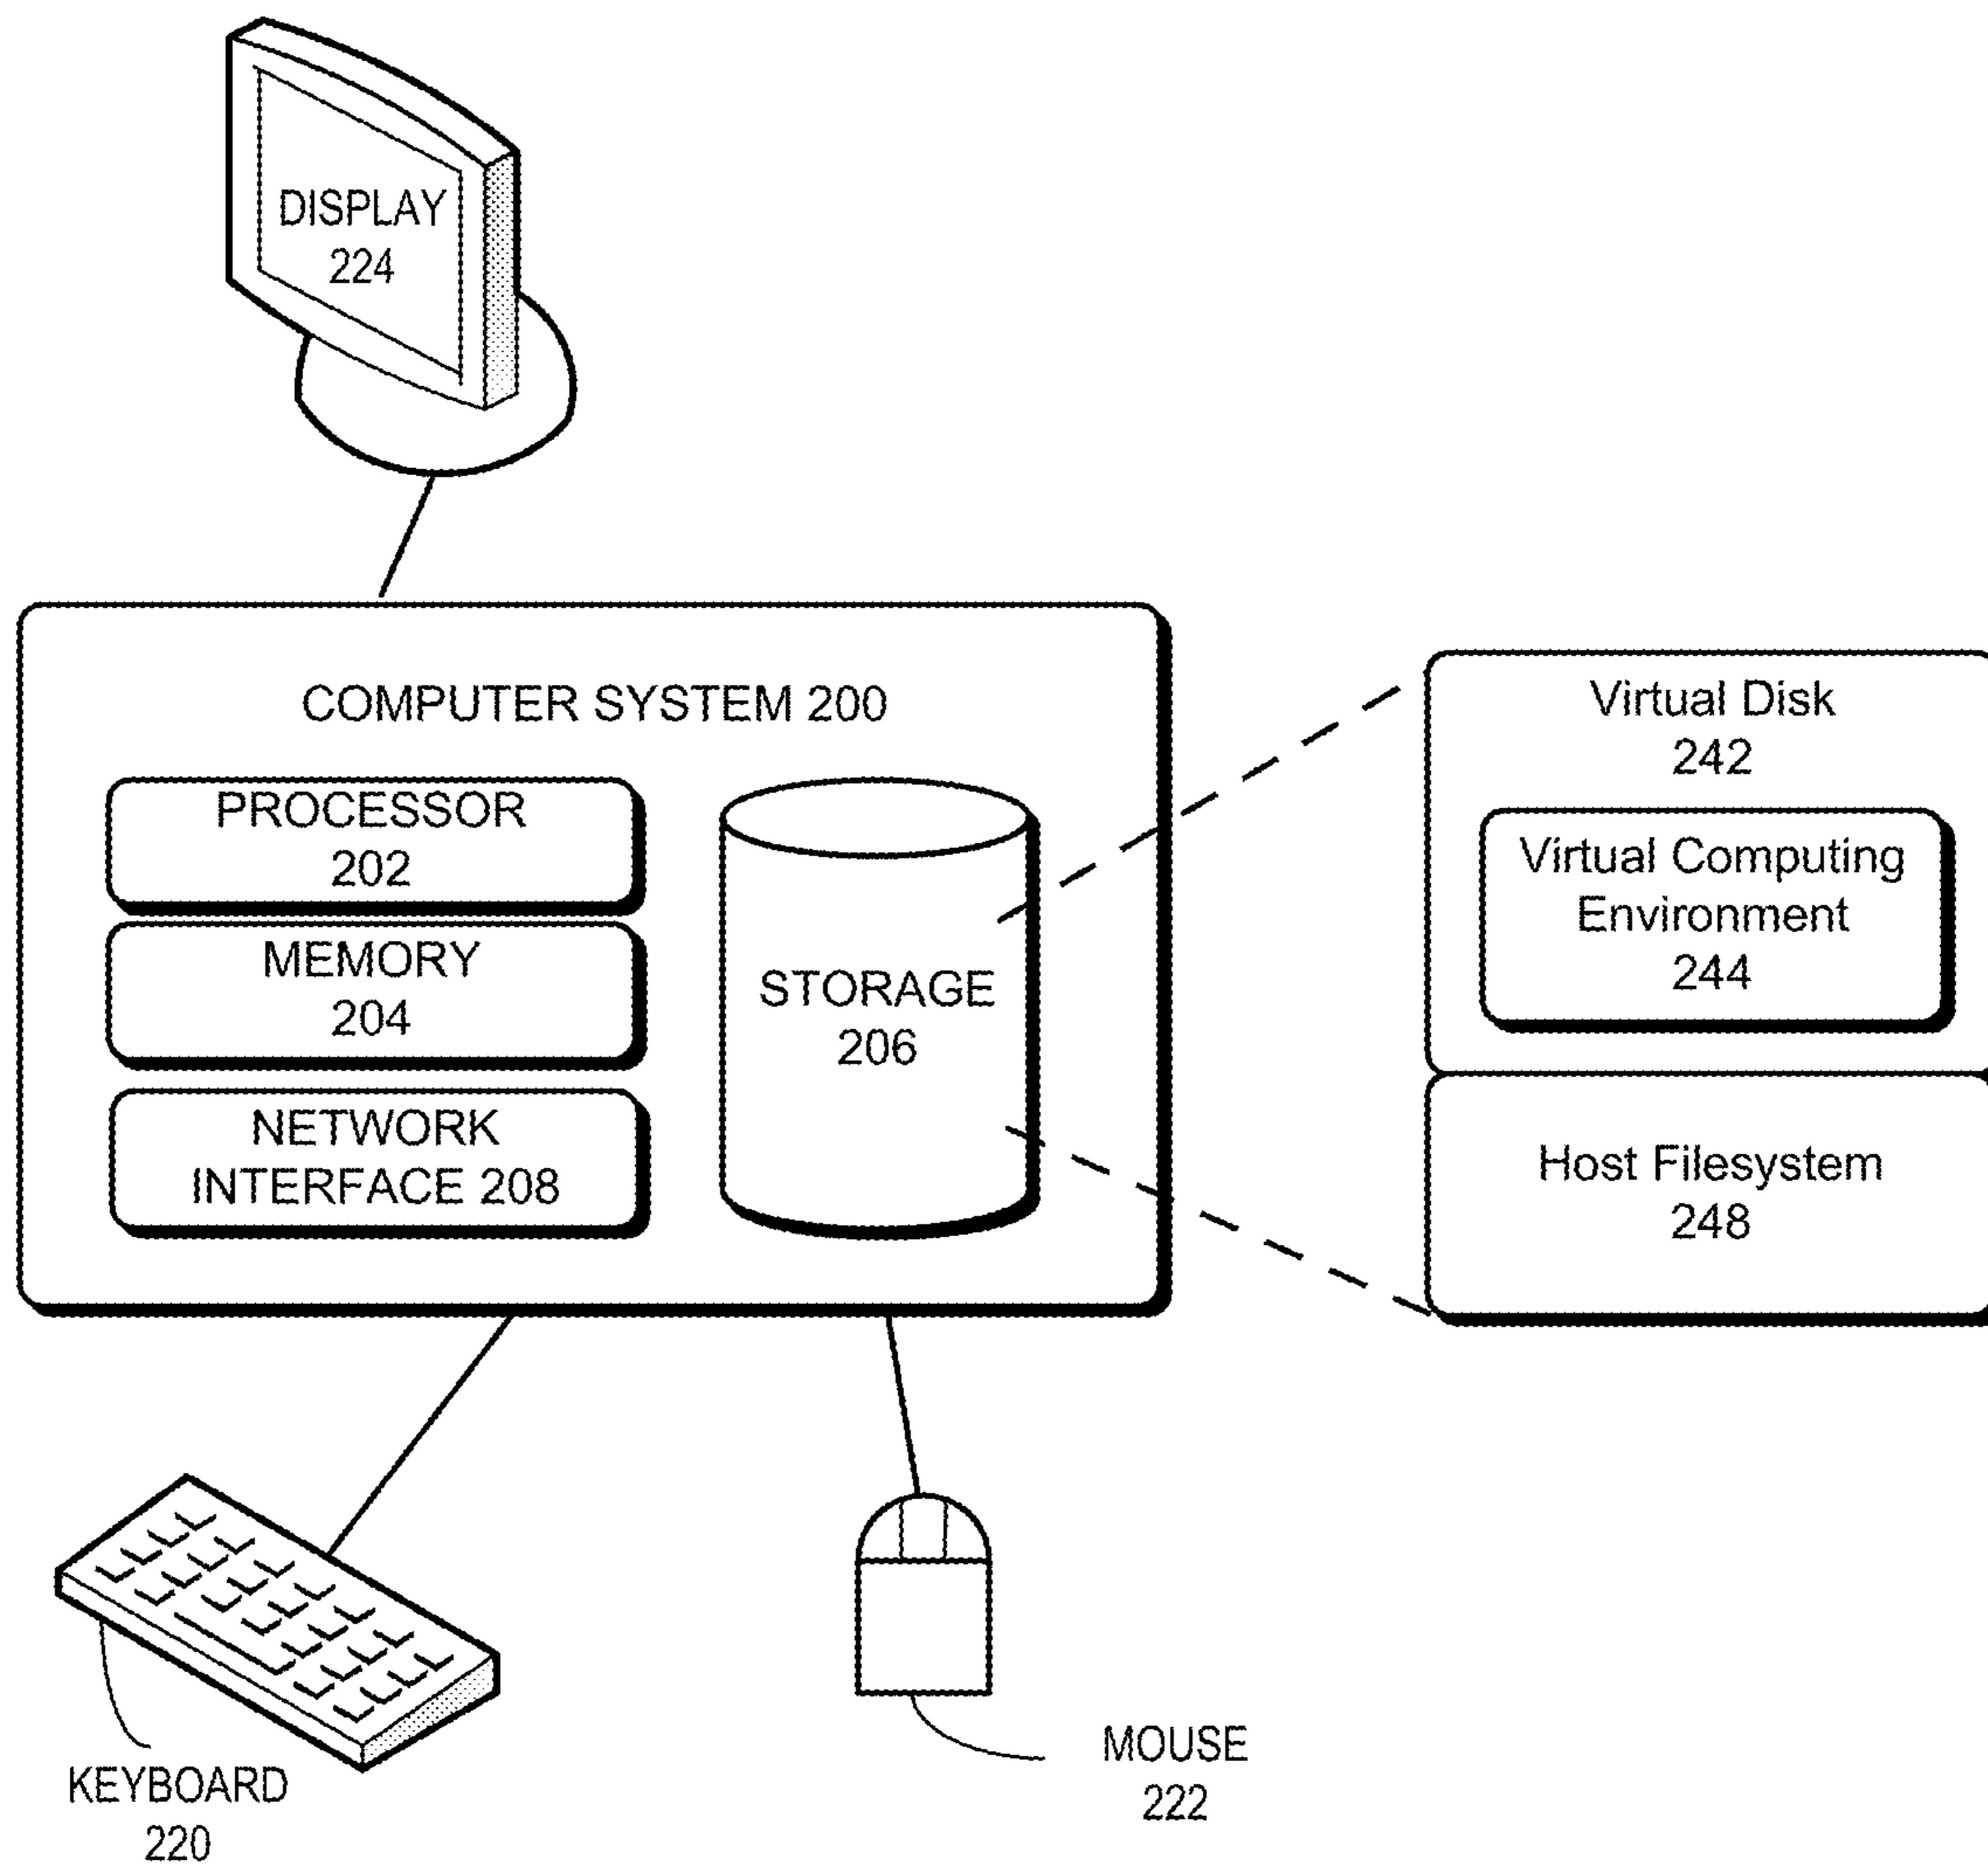 DISPLAY
224
COMPUTER SYSTEM 200
PROCESSOR
202
MEMORY
204
NETWORK
INTERFACE 208
STORAGE
206
Virtual Disk
242
Virtual Computing
Environment
244
Host Filesystem
248
KEYBOARD
220
MOUSE
222